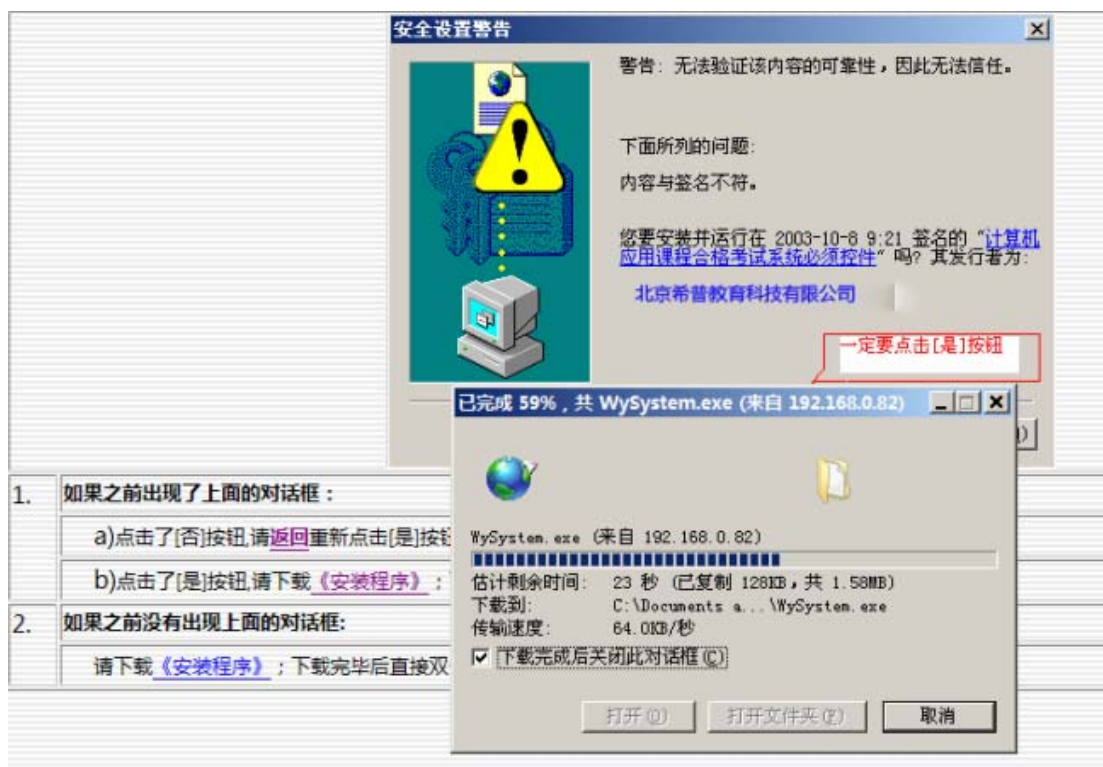 安全设置警告
警告: 无法验证该内容的可靠性，因此无法信任。
下面所列的问题:
内容与签名不符。
您要安装并运行在 2003-10-8 9:21 签名的 "计算机
应用课程合格考试系统必须控件" 吗? 其发行者为:
北京希普教育科技有限公司
一定要点击[是]按钮
已完成 59%，共 WySystem.exe (来自 192.168.0.82)
WySystem.exe (来自 192.168.0.82)
估计剩余时间: 23 秒 (已复制 128KB，共 1.58MB)
下载到: C:\Documents a...\WySystem.exe
传输速度: 64.0KB/秒
下载完成后关闭此对话框(C)
打开(O) 打开文件夹(F) 取消
1. 如果之前出现了上面的对话框：
a)点击了[否]按钮,请返回重新点击[是]按钮
b)点击了[是]按钮,请下载《安装程序》；
2. 如果之前没有出现上面的对话框:
请下载《安装程序》；下载完毕后直接双